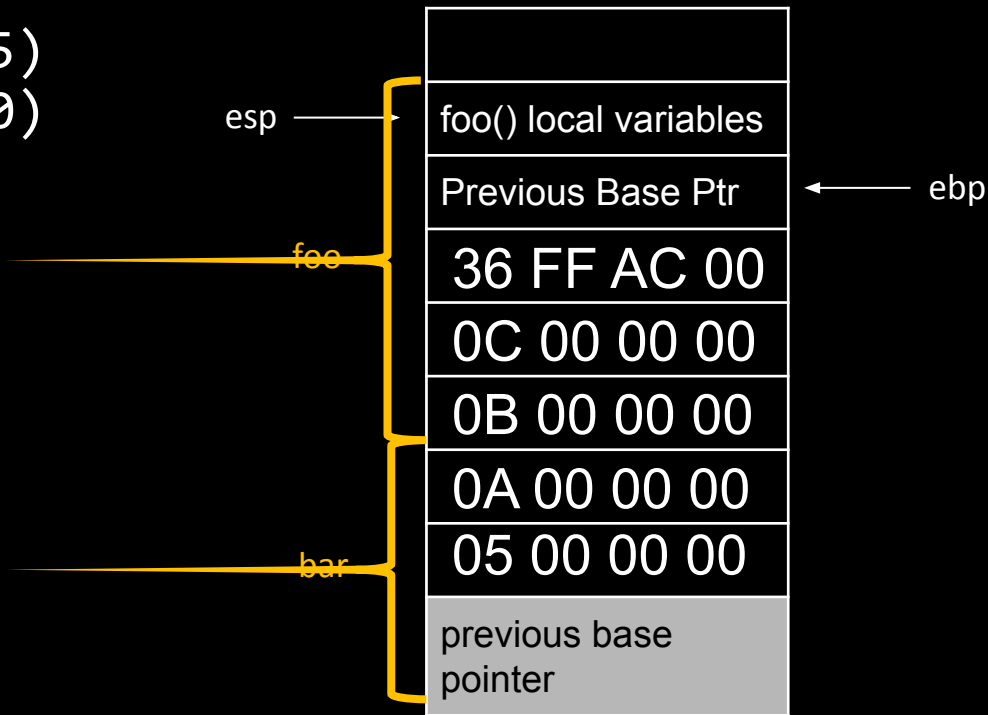 5)
0)
esp
foo() local variables
Previous Base Ptr
ebp
foo
36 FF AC 00
0C 00 00 00
0B 00 00 00
0A 00 00 00
bar
05 00 00 00
previous base
pointer